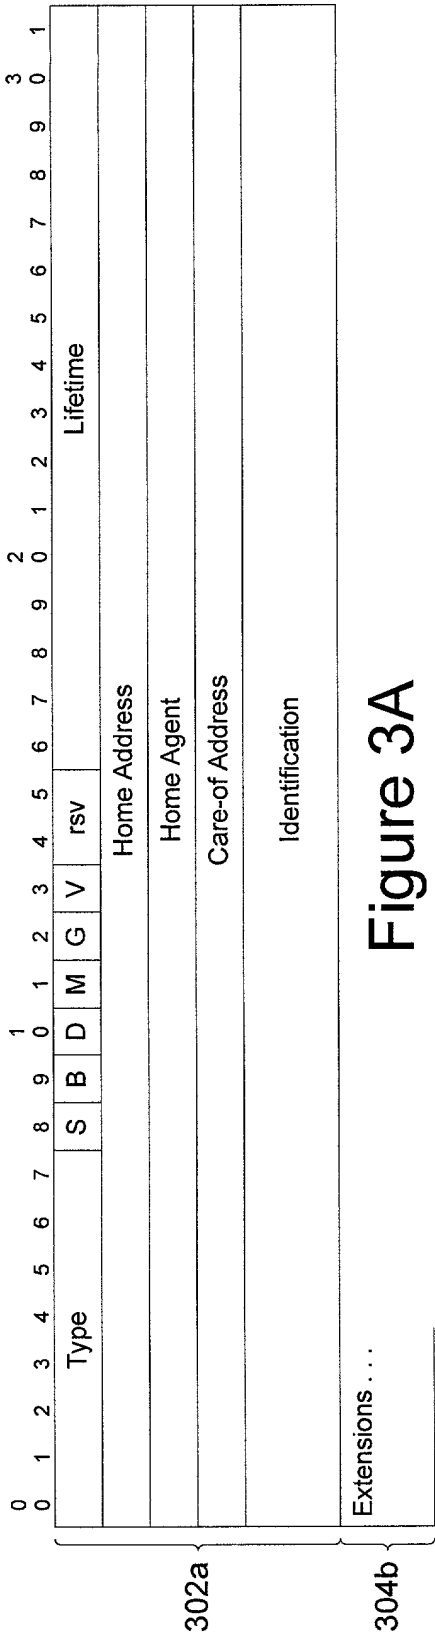 0 1 2 3
0 1 2 3 4 5 6 7 8 9 0 1 2 3 4 5 6 7 8 9 0 1 2 3 4 5 6 7 8 9 0 1
Type S B D M G V rsv Lifetime
Home Address
Home Agent
Care-of Address
Identification
302a
Extensions . . .
304b
Figure 3A